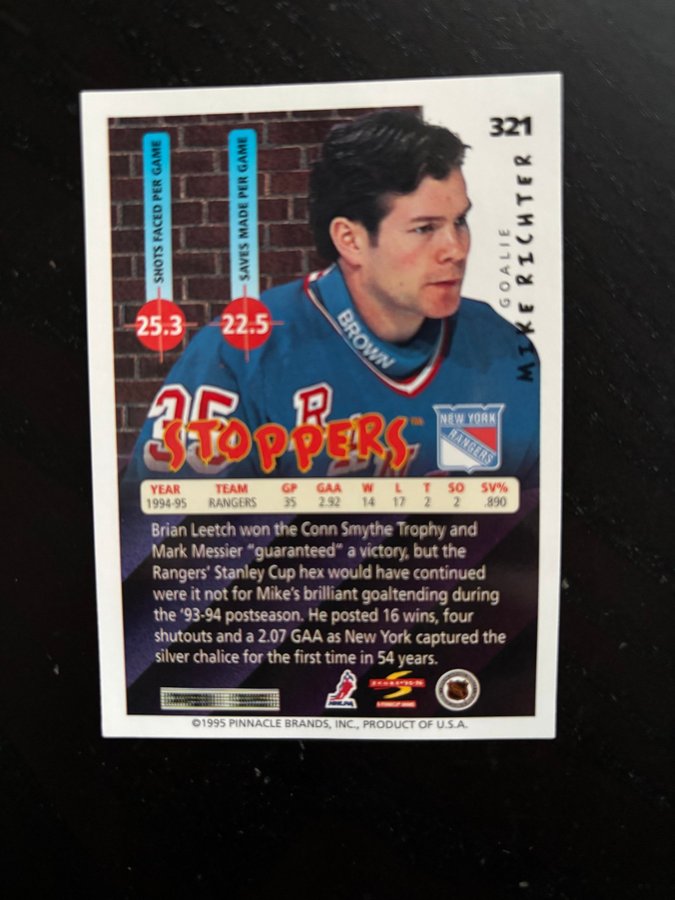 321
GOALIE
MIKE RICHTER
SHOTS FACED PER GAME
25.3
SAVES MADE PER GAME
22.5
BROWN
35
R
STOPPERS™
NEW YORK
RANGERS
YEAR TEAM GP GAA W L T SO SV%
1994-95 RANGERS 35 2.92 14 17 2 2 .890
Brian Leetch won the Conn Smythe Trophy and
Mark Messier "guaranteed" a victory, but the
Rangers' Stanley Cup hex would have continued
were it not for Mike's brilliant goaltending during
the '93-94 postseason. He posted 16 wins, four
shutouts and a 2.07 GAA as New York captured the
silver chalice for the first time in 54 years.
NHLPA
©1995 PINNACLE BRANDS, INC., PRODUCT OF U.S.A.